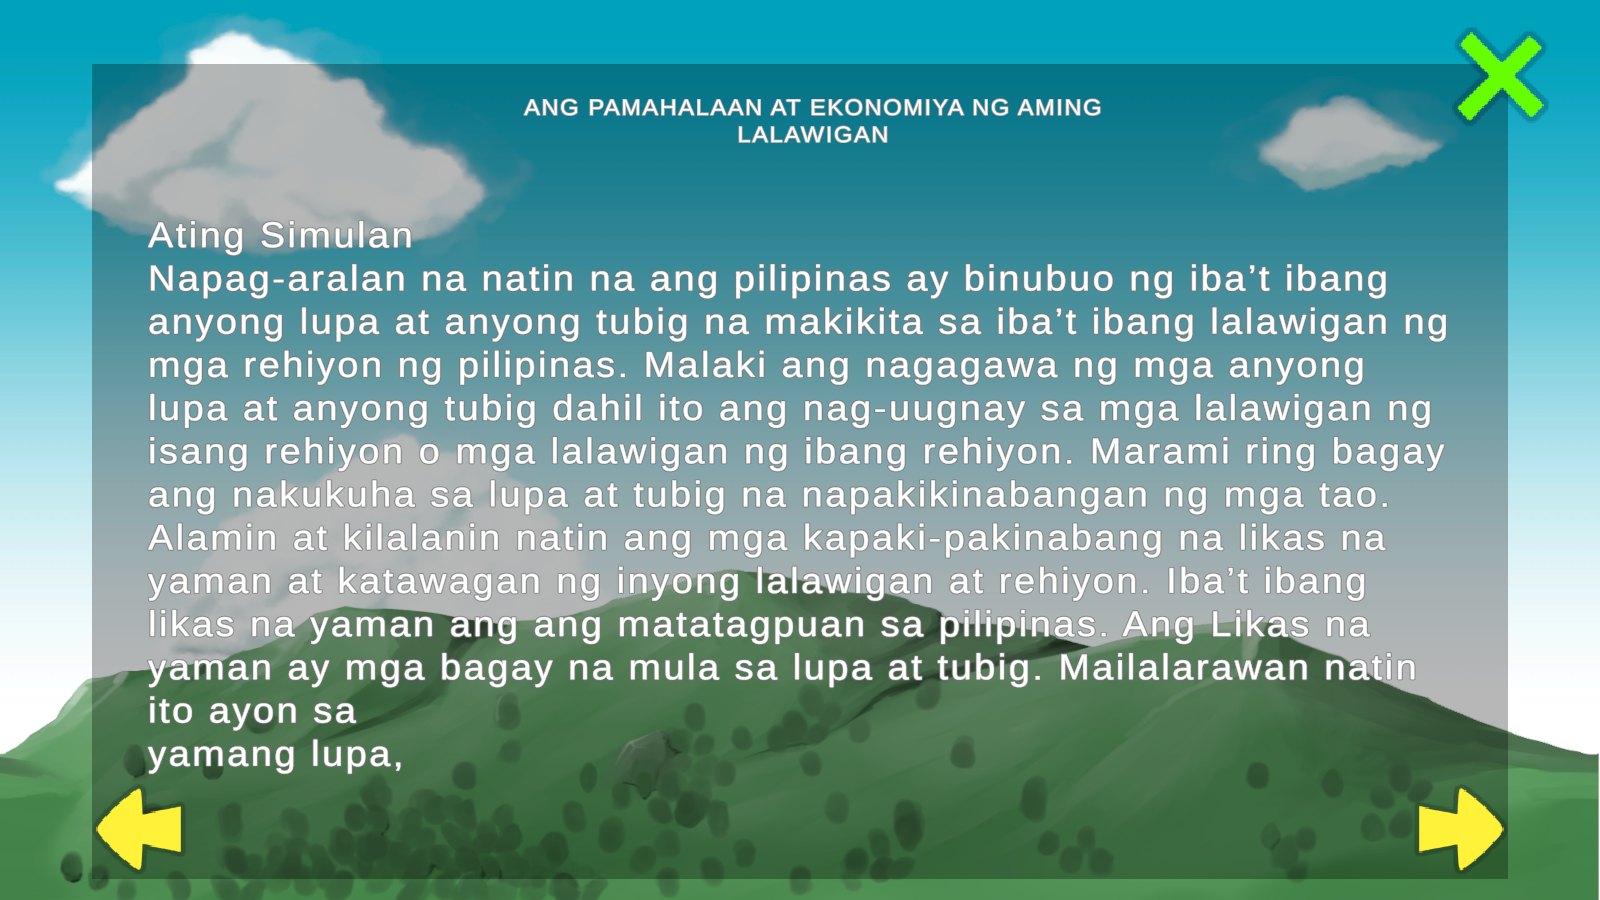 ANG PAMAHALAAN AT EKONOMIYA NG AMING
LALAWIGAN
Ating Simulan
Napag-aralan na natin na ang pilipinas ay binubuo ng iba’t ibang
anyong lupa at anyong tubig na makikita sa iba’t ibang lalawigan ng
mga rehiyon ng pilipinas. Malaki ang nagagawa ng mga anyong
lupa at anyong tubig dahil ito ang nag-uugnay sa mga lalawigan ng
isang rehiyon o mga lalawigan ng ibang rehiyon. Marami ring bagay
ang nakukuha sa lupa at tubig na napakikinabangan ng mga tao.
Alamin at kilalanin natin ang mga kapaki-pakinabang na likas na
yaman at katawagan ng inyong lalawigan at rehiyon. Iba’t ibang
likas na yaman ang ang matatagpuan sa pilipinas. Ang Likas na
yaman ay mga bagay na mula sa lupa at tubig. Mailalarawan natin
ito ayon sa
yamang lupa,